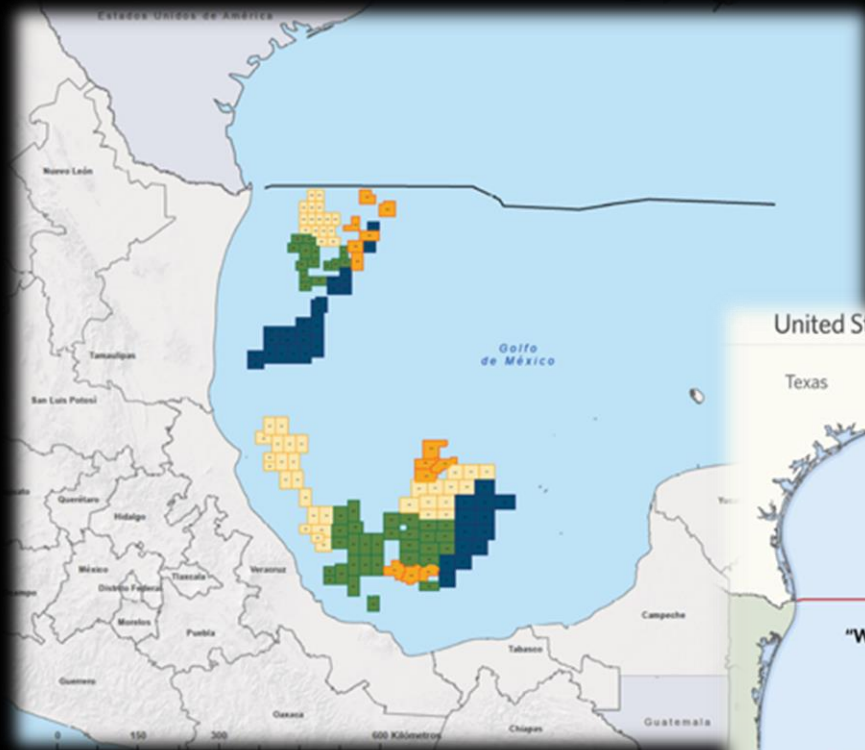 Estados Unidos de América
Nuevo León
Tamaulipas
San Luis Potosí
Golfo
de México
United S
Texas
Querétaro
Hidalgo
México
Distrito Federal
Tlaxcala
Veracruz
Morelos
Puebla
Guerrero
Campeche
Tabasco
Oaxaca
Chiapas
Guatemala
"W
0 150 300 600 Kilómetros